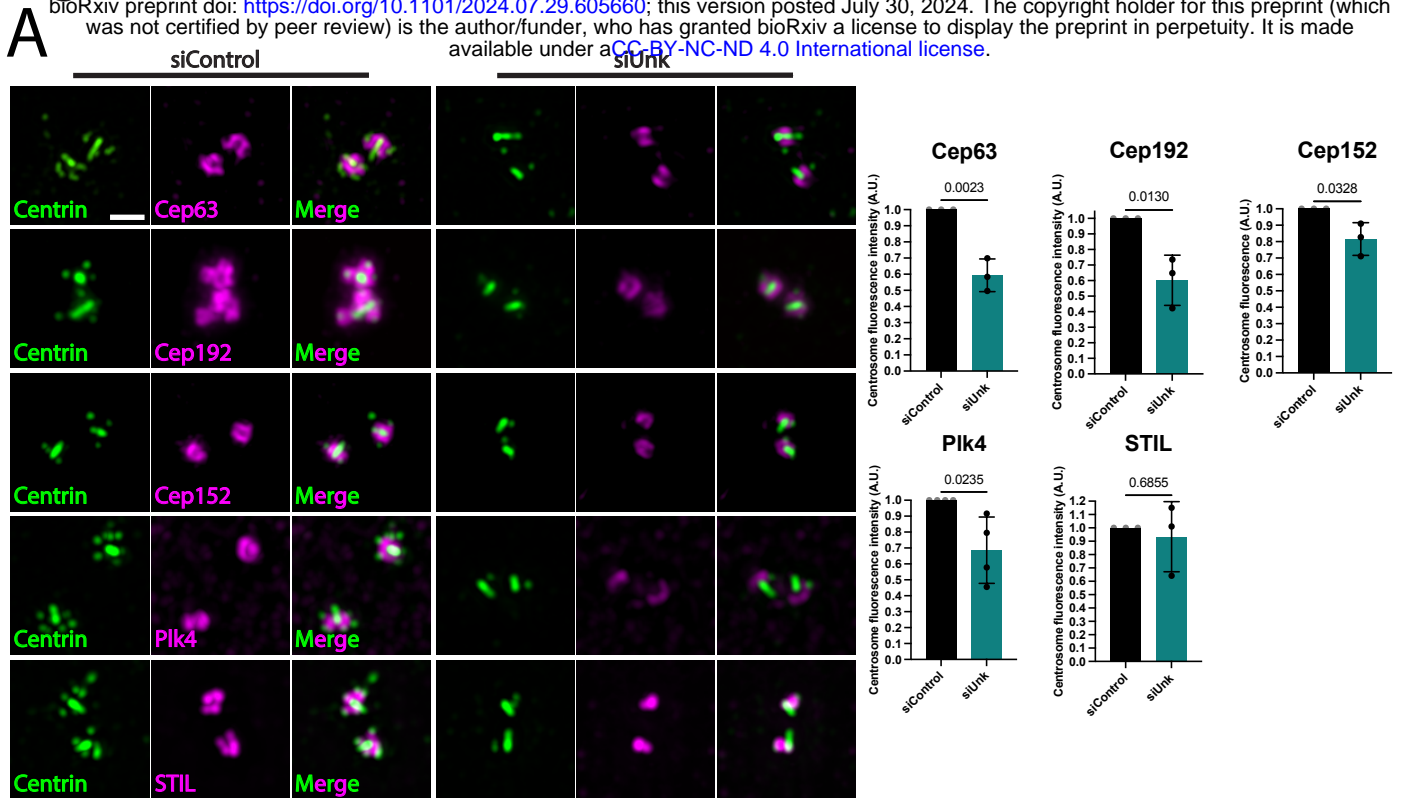 bioRxiv preprint doi: https://doi.org/10.1101/2024.07.29.605660; this version posted July 30, 2024. The copyright holder for this preprint (which
was not certified by peer review) is the author/funder, who has granted bioRxiv a license to display the preprint in perpetuity. It is made
available under aCC-BY-NC-ND 4.0 International license.
A
siControl
siUnk
Centrin
Cep63
Merge
Centrin
Cep192
Merge
Centrin
Cep152
Merge
Centrin
Plk4
Merge
Centrin
STIL
Merge
Cep63
0.0023
Centrosome fluorescence intensity (A.U.)
1.0
0.9
0.8
0.7
0.6
0.5
0.4
0.3
0.2
0.1
0.0
siControl
siUnk
Cep192
0.0130
Centrosome fluorescence intensity (A.U.)
1.0
0.9
0.8
0.7
0.6
0.5
0.4
0.3
0.2
0.1
0.0
siControl
siUnk
Cep152
0.0328
Centrosome fluorescence (A.U.)
1.0
0.9
0.8
0.7
0.6
0.5
0.4
0.3
0.2
0.1
0.0
siControl
siUnk
Plk4
0.0235
Centrosome fluorescence intensity (A.U.)
1.0
0.9
0.8
0.7
0.6
0.5
0.4
0.3
0.2
0.1
0.0
siControl
siUnk
STIL
0.6855
Centrosome fluorescence intensity (A.U.)
1.2
1.1
1.0
0.9
0.8
0.7
0.6
0.5
0.4
0.3
0.2
0.1
0.0
siControl
siUnk